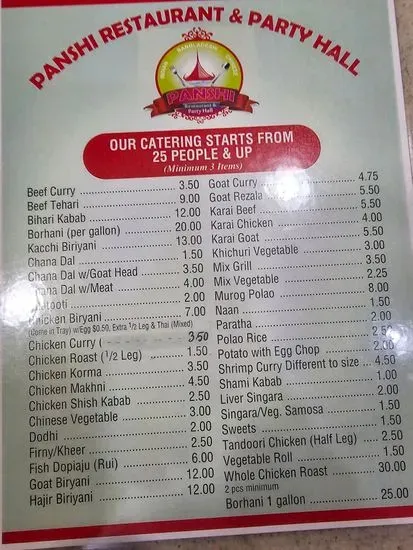 PANSHI RESTAURANT & PARTY HALL
BANGLADESHI
PANSHI
Restaurant &
Party Hall
OUR CATERING STARTS FROM
25 PEOPLE & UP
(Minimum 3 Items)
Beef Curry 3.50
Beef Tehari 9.00
Bihari Kabab 12.00
Borhani (per gallon) 20.00
Kacchi Biriyani 13.00
Chana Dal 1.50
Chana Dal w/Goat Head 3.50
Chana Dal w/Meat 4.00
Chicken Biryani 7.00
(Come in Tray) w/Egg $0.50, Extra 1/2 Leg & Thai (Mixed)
Chicken Curry ( 3.50
Chicken Roast (1/2 Leg) 1.50
Chicken Korma 3.50
Chicken Makhni 4.50
Chicken Shish Kabab 2.50
Chinese Vegetable 3.00
Dodhi 2.00
Firny/Kheer 2.50
Fish Dopiaju (Rui) 6.00
Goat Biryani 12.00
Hajir Biriyani 12.00
Goat Curry 4.75
Goat Rezala 5.50
Karai Beef 5.50
Karai Chicken 4.00
Karai Goat 5.50
Khichuri Vegetable 3.00
Mix Grill 3.50
Mix Vegetable 2.25
Murog Polao 8.00
Naan 1.50
Paratha 2.00
Polao Rice 2.50
Potato with Egg Chop 2.00
Shrimp Curry Different to size 4.50
Shami Kabab 1.00
Liver Singara 2.00
Singara/Veg. Samosa 1.50
Sweets 1.50
Tandoori Chicken (Half Leg) 2.50
Vegetable Roll 1.50
Whole Chicken Roast 30.00
2 pcs minimum
Borhani 1 gallon 25.00